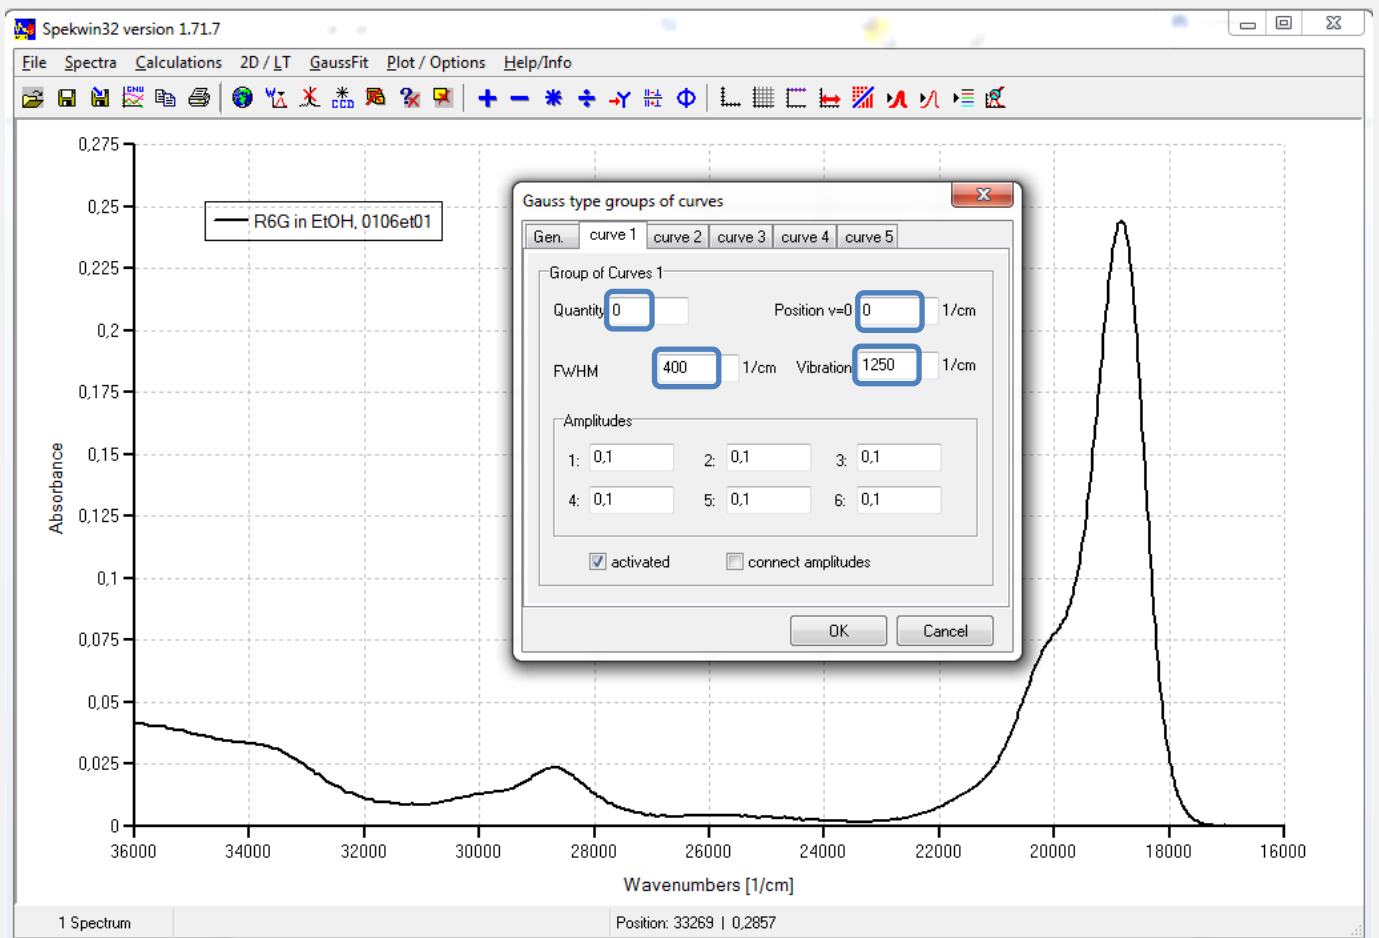 Spekwin32 version 1.71.7
File Spectra Calculations 2D / LT GaussFit Plot / Options Help/Info
GNU
CCD
0,275
0,25
0,225
0,2
0,175
0,15
0,125
0,1
0,075
0,05
0,025
0
Absorbance
R6G in EtOH, 0106et01
Gauss type groups of curves
Gen. curve 1 curve 2 curve 3 curve 4 curve 5
Group of Curves 1
Quantity 0 Position v=0 0 1/cm
FWHM 400 1/cm Vibration 1250 1/cm
Amplitudes
1: 0,1 2: 0,1 3: 0,1
4: 0,1 5: 0,1 6: 0,1
activated connect amplitudes
OK Cancel
36000 34000 32000 30000 28000 26000 24000 22000 20000 18000 16000
Wavenumbers [1/cm]
1 Spectrum Position: 33269 | 0,2857